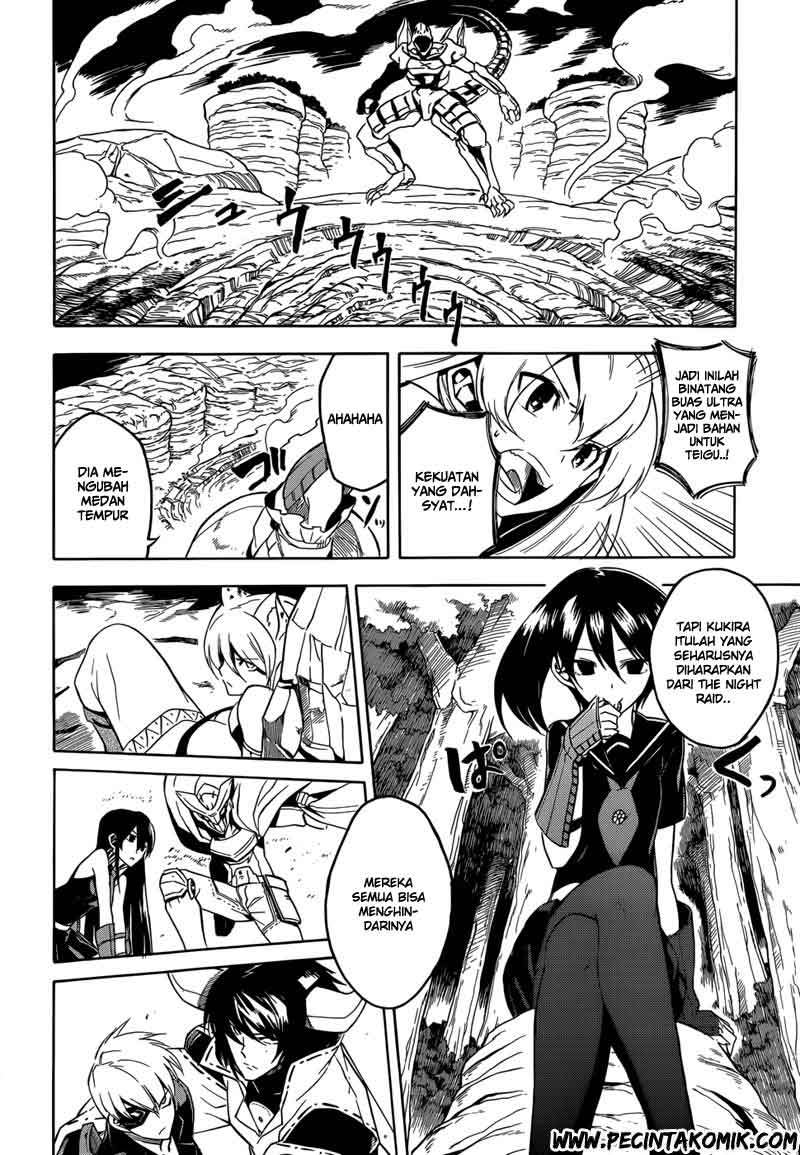 シュウウウウ
JADI INILAH
BINATANG
BUAS ULTRA
YANG MEN-
JADI BAHAN
UNTUK
TEIGU..!
KEKUATAN
YANG DAH-
SYAT...!
AHAHAHA
DIA ME-
NGUBAH
MEDAN
TEMPUR
ゴ
ン
TAPI KUKIRA
ITULAH YANG
SEHARUSNYA
DIHARAPKAN
DARI THE NIGHT
RAID..
ぱくっ
MEREKA
SEMUA BISA
MENGHIN-
DARINYA
WWW.PECINTAKOMIK.COM